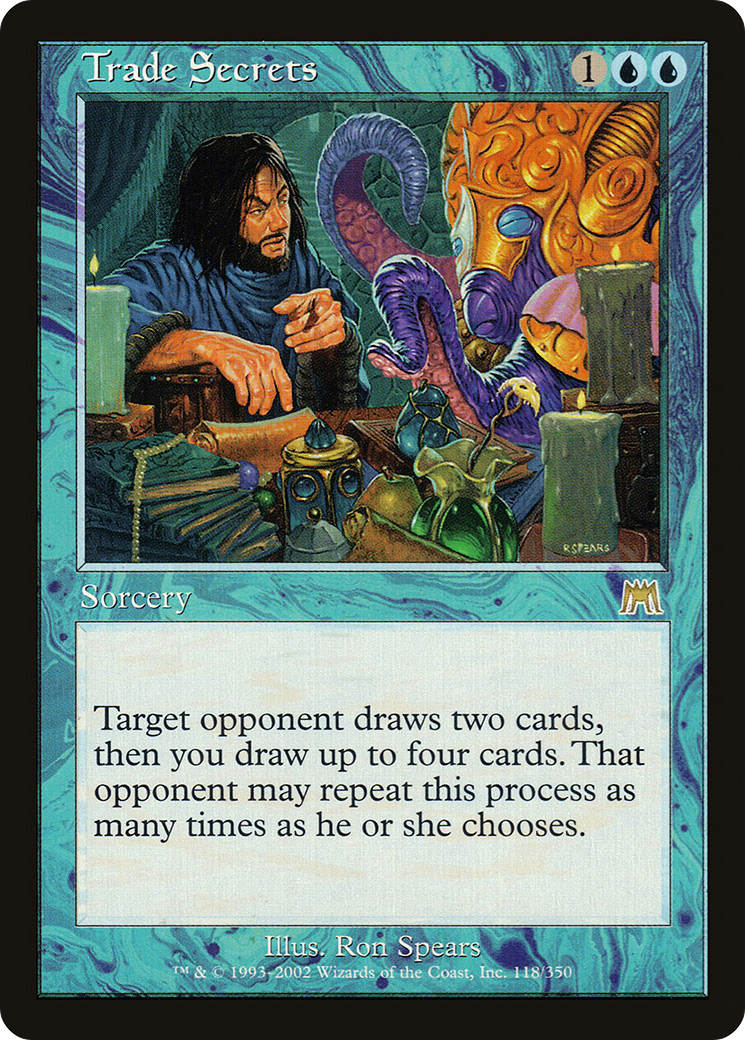 Trade Secrets
1
R.SPEARS
Sorcery
Target opponent draws two cards,
then you draw up to four cards. That
opponent may repeat this process as
many times as he or she chooses.
Illus. Ron Spears
™ & © 1993-2002 Wizards of the Coast, Inc. 118/350